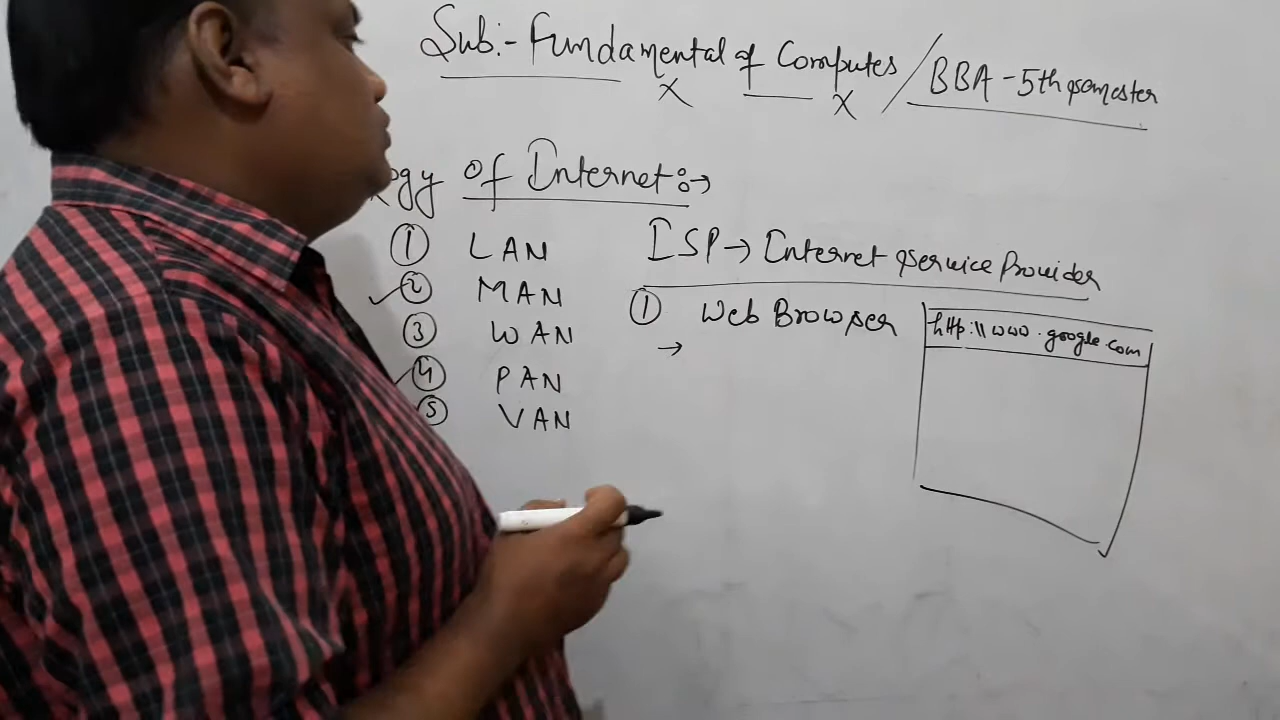 Sub:- Fundamental of Computes / BBA - 5th semester
of Internet:→
① LAN
② MAN
③ WAN
④ PAN
⑤ VAN
ISP → Internet service Provider
① Web Browser
→
http:\\www.google.com